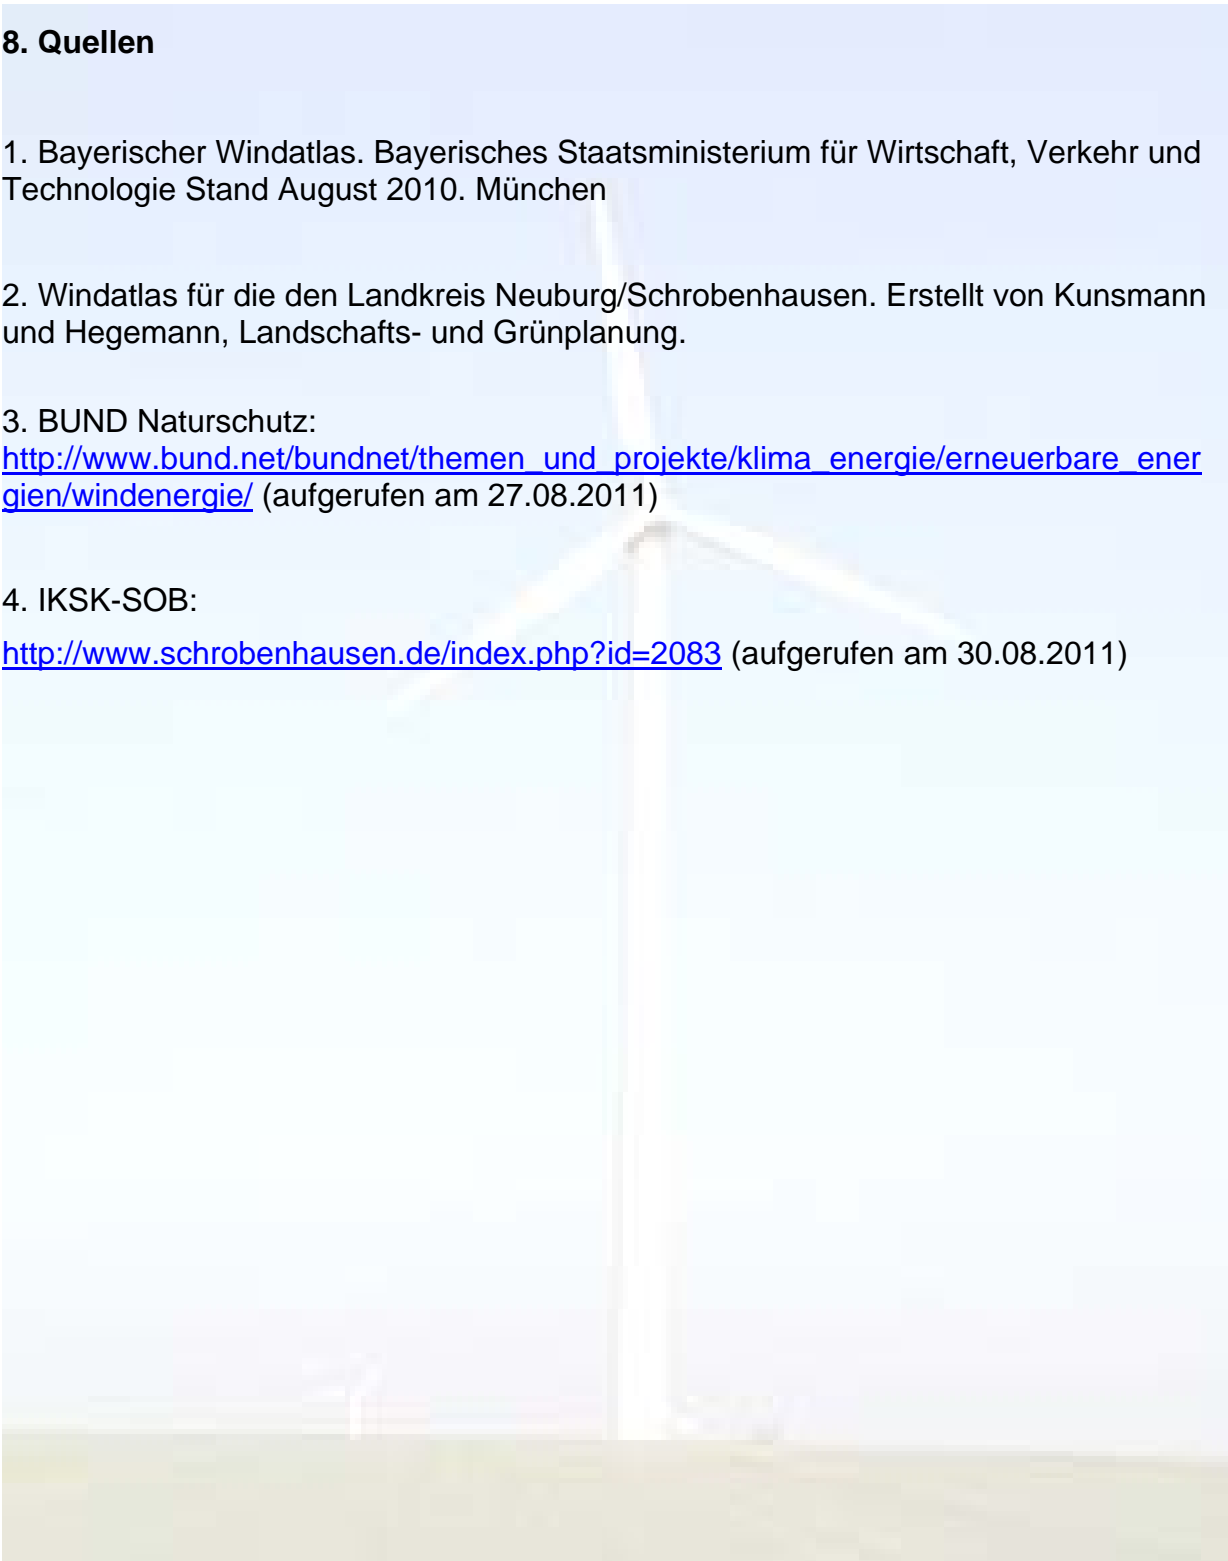 8. Quellen
1. Bayerischer Windatlas. Bayerisches Staatsministerium für Wirtschaft, Verkehr und
Technologie Stand August 2010. München
2. Windatlas für die den Landkreis Neuburg/Schrobenhausen. Erstellt von Kunsmann
und Hegemann, Landschafts- und Grünplanung.
3. BUND Naturschutz:
http://www.bund.net/bundnet/themen_und_projekte/klima_energie/erneuerbare_ener
gien/windenergie/ (aufgerufen am 27.08.2011)
4. IKSK-SOB:
http://www.schrobenhausen.de/index.php?id=2083 (aufgerufen am 30.08.2011)